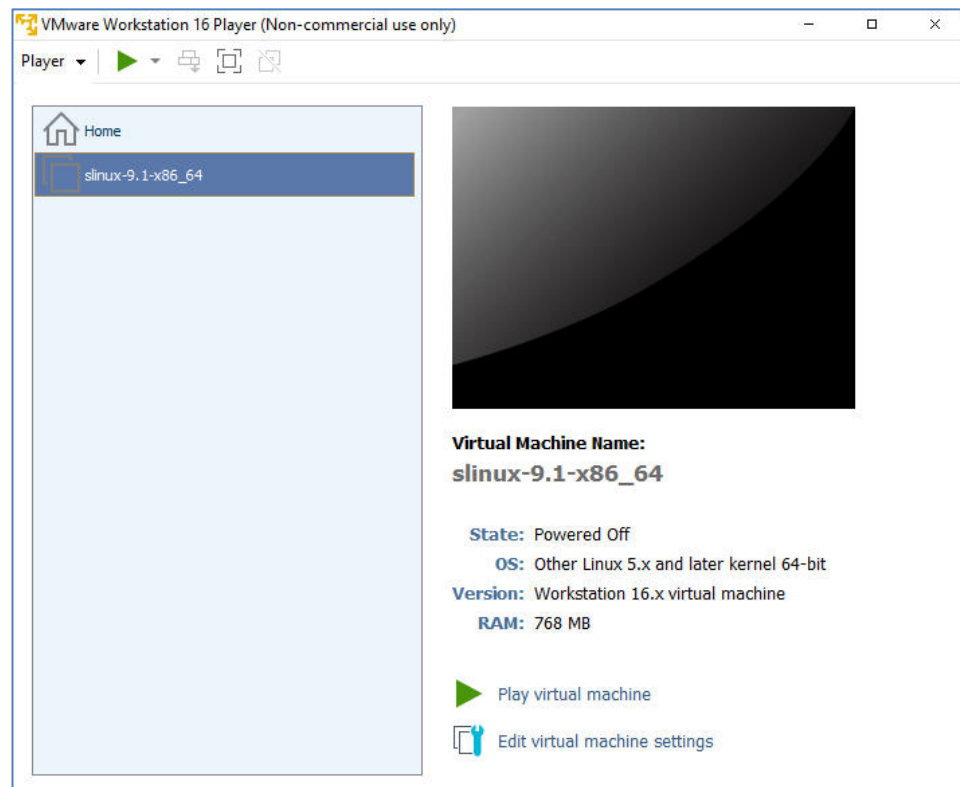 VMware Workstation 16 Player (Non-commercial use only)
Player
Home
slinux-9.1-x86_64
Virtual Machine Name:
slinux-9.1-x86_64
State: Powered Off
OS: Other Linux 5.x and later kernel 64-bit
Version: Workstation 16.x virtual machine
RAM: 768 MB
Play virtual machine
Edit virtual machine settings